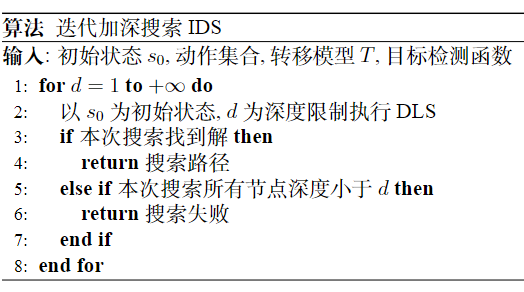 算法 迭代加深搜索 IDS
输入: 初始状态 s₀, 动作集合, 转移模型 T, 目标检测函数
1: for d = 1 to +∞ do
2: 以 s₀ 为初始状态, d 为深度限制执行 DLS
3: if 本次搜索找到解 then
4: return 搜索路径
5: else if 本次搜索所有节点深度小于 d then
6: return 搜索失败
7: end if
8: end for